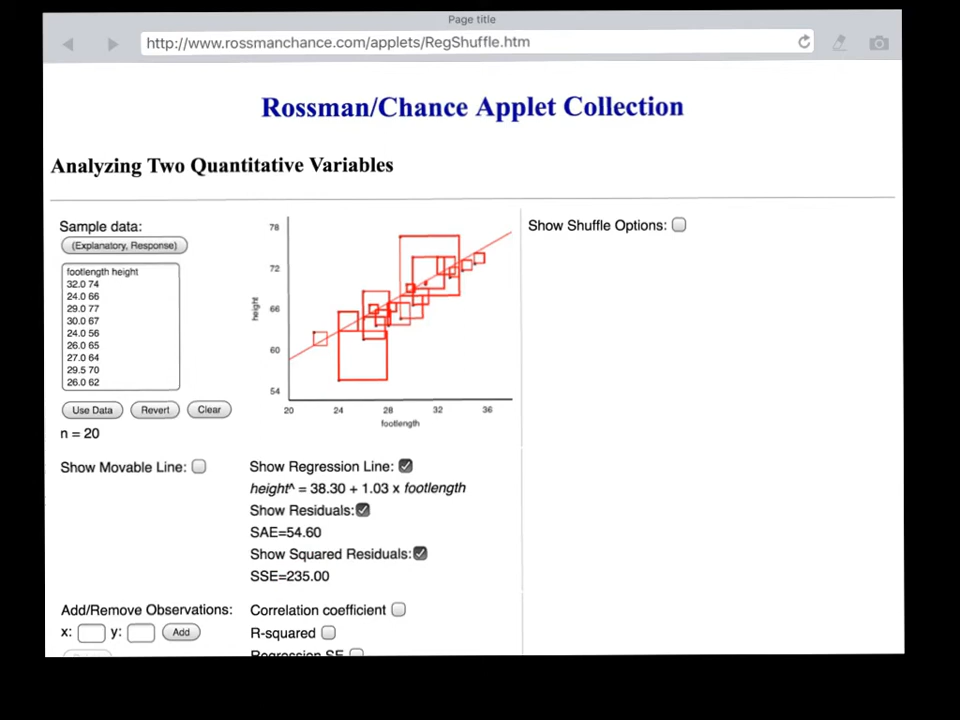 Page title
http://www.rossmanchance.com/applets/RegShuffle.htm
Rossman/Chance Applet Collection
Analyzing Two Quantitative Variables
Sample data:
(Explanatory, Response)
footlength height
32.0 74
24.0 66
29.0 77
30.0 67
24.0 56
26.0 65
27.0 64
29.5 70
26.0 62
Use Data Revert Clear
n = 20
Show Movable Line:
78
72
66
60
54
height
20 24 28 32 36
footlength
Show Regression Line:
height^ = 38.30 + 1.03 x footlength
Show Residuals:
SAE=54.60
Show Squared Residuals:
SSE=235.00
Add/Remove Observations:
x: y: Add
Correlation coefficient
R-squared
Regression SE
Show Shuffle Options: